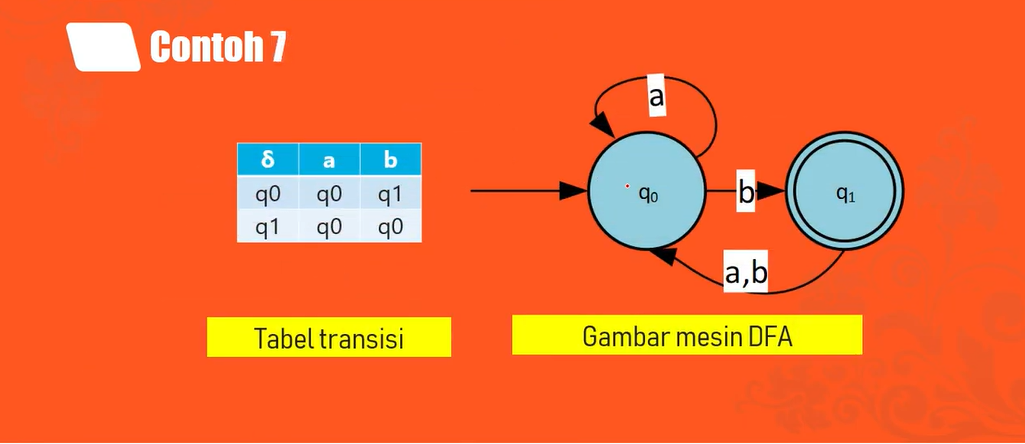 Contoh 7
δ a b
q0 q0 q1
q1 q0 q0
a
q₀
b
q₁
a,b
Tabel transisi
Gambar mesin DFA